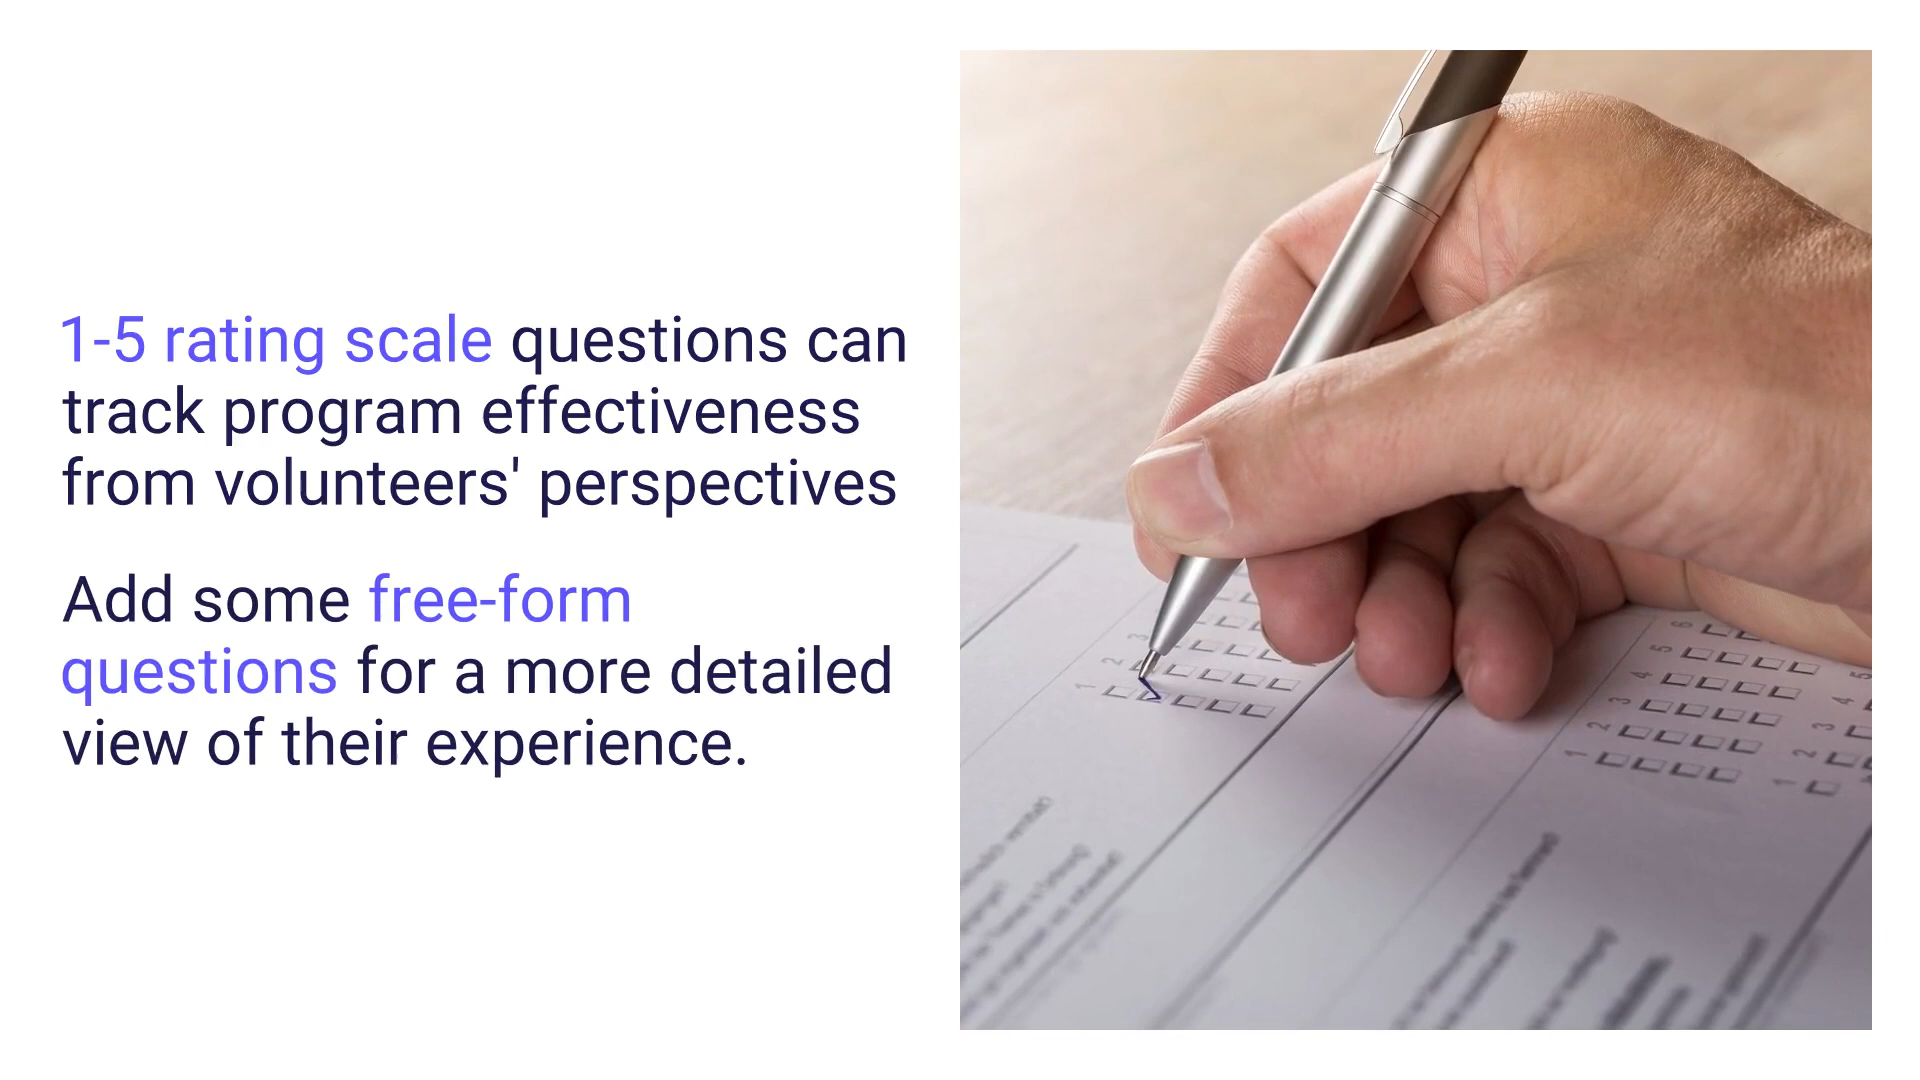 1-5 rating scale questions can
track program effectiveness
from volunteers' perspectives
Add some free-form
questions for a more detailed
view of their experience.